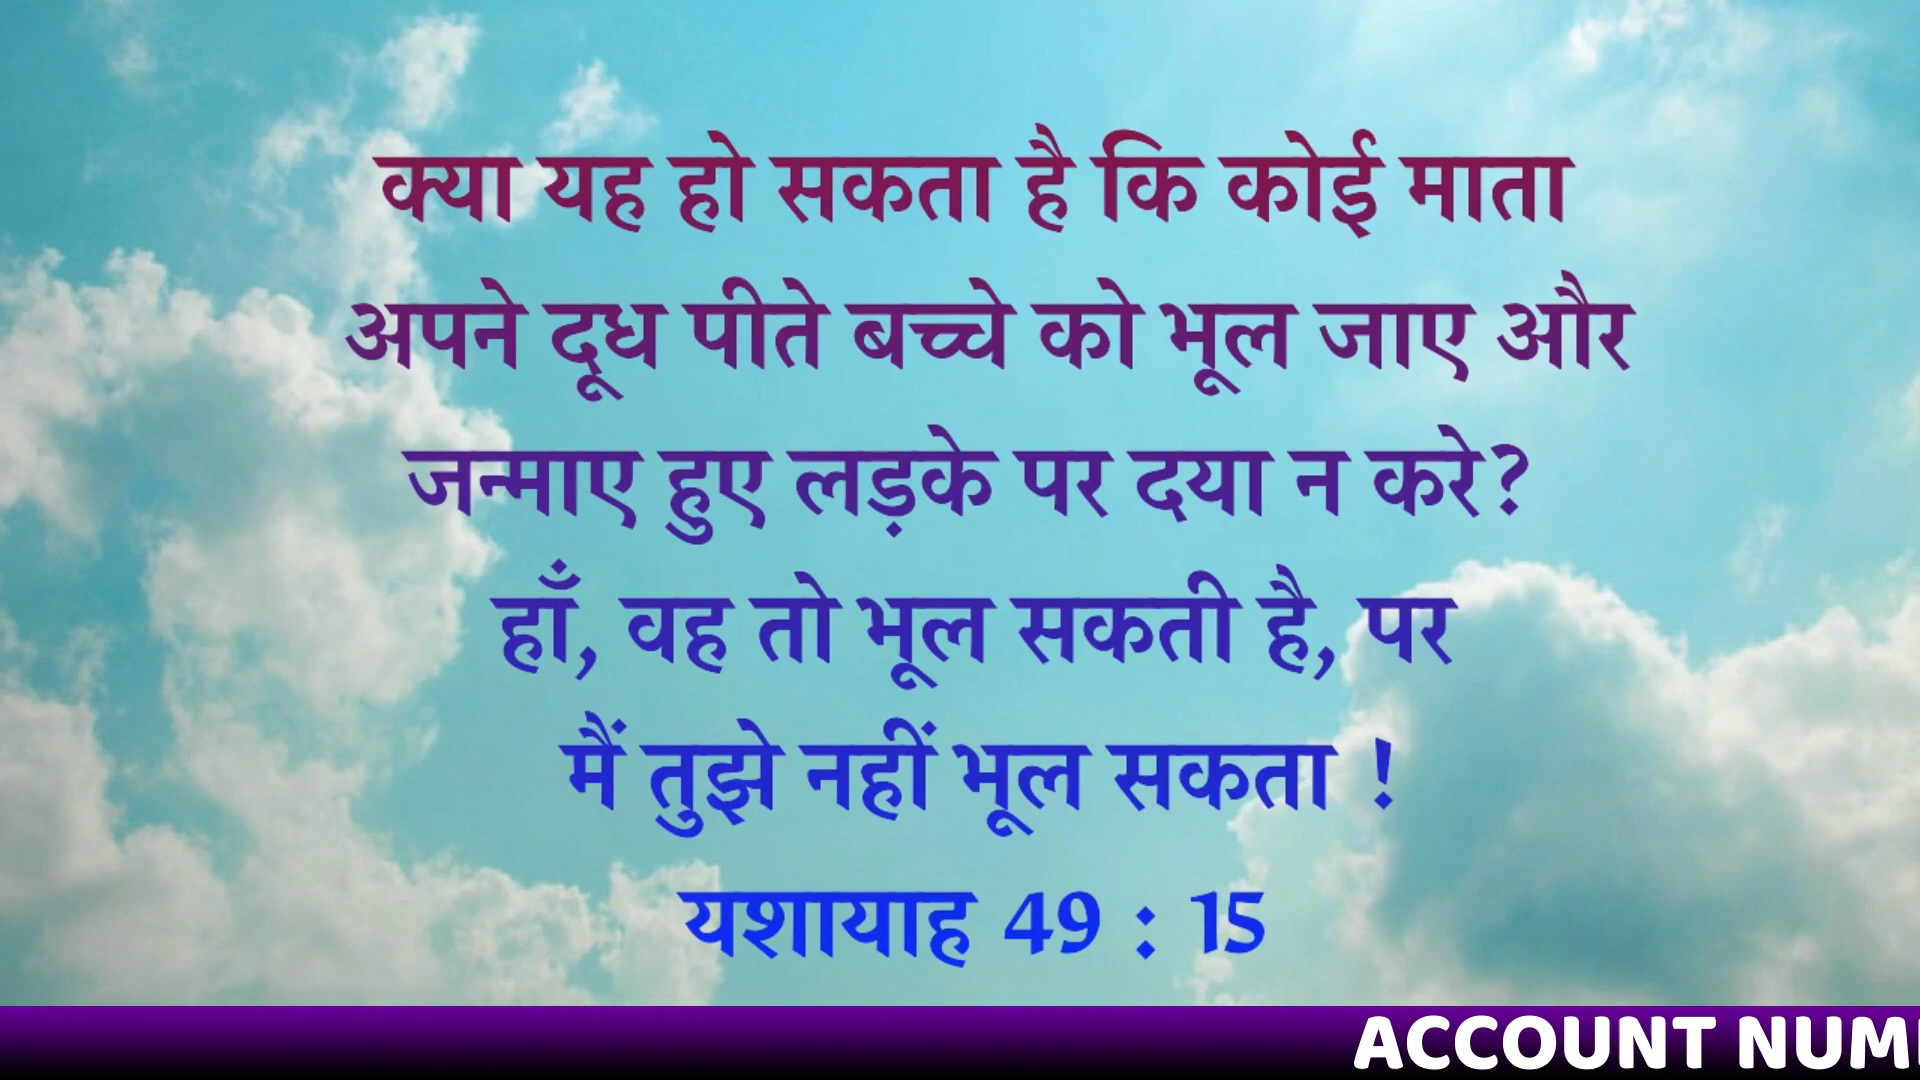 क्या यह हो सकता है कि कोई माता
अपने दूध पीते बच्चे को भूल जाए और
जन्माए हुए लड़के पर दया न करे?
हाँ, वह तो भूल सकती है, पर
मैं तुझे नहीं भूल सकता !
यशायाह 49 : 15
ACCOUNT NUM